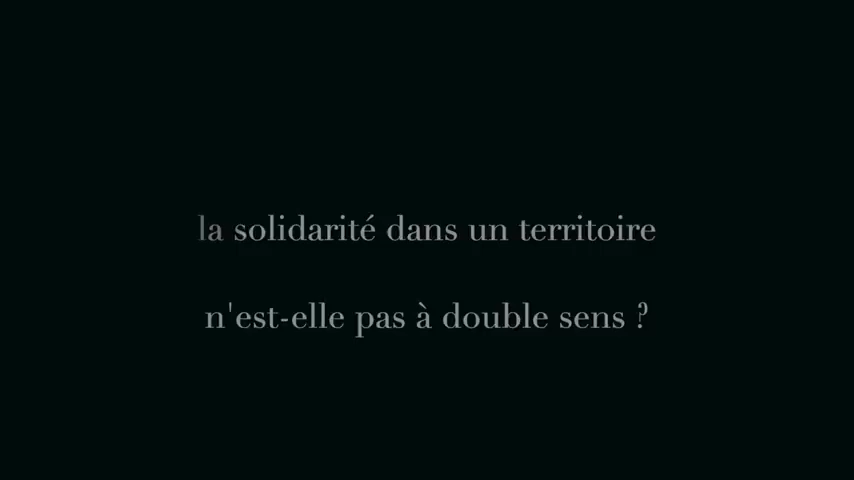 la solidarité dans un territoire
n'est-elle pas à double sens ?